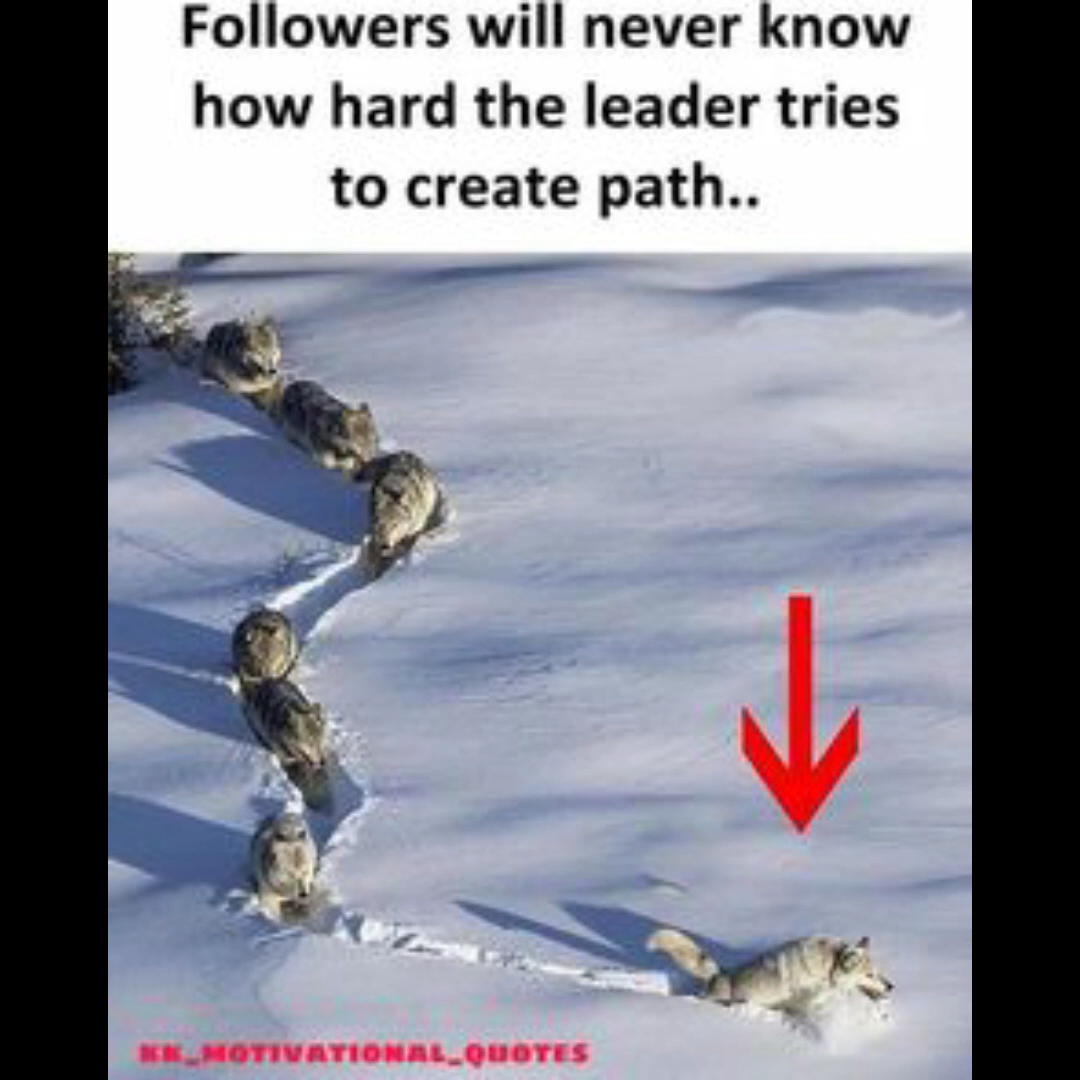 Followers will never know
how hard the leader tries
to create path..
KK_MOTIVATIONAL_QUOTES